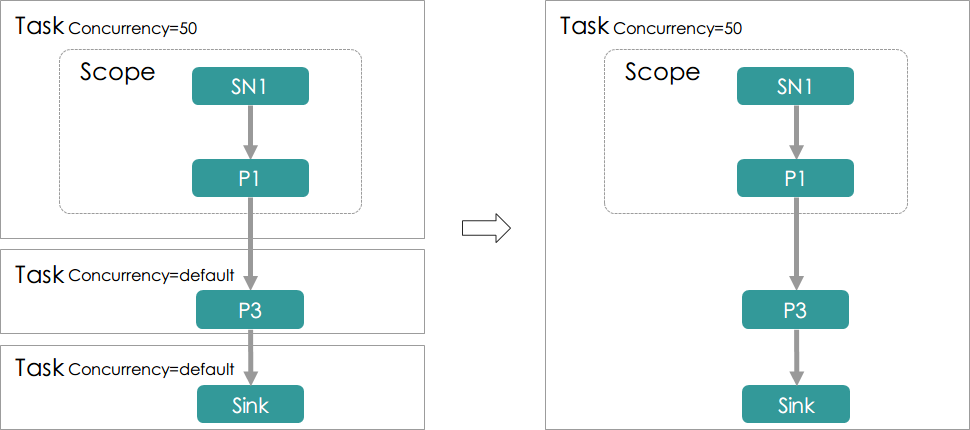 Task Concurrency=50
Scope
SN1
P1
Task Concurrency=default
P3
Task Concurrency=default
Sink
Task Concurrency=50
Scope
SN1
P1
P3
Sink